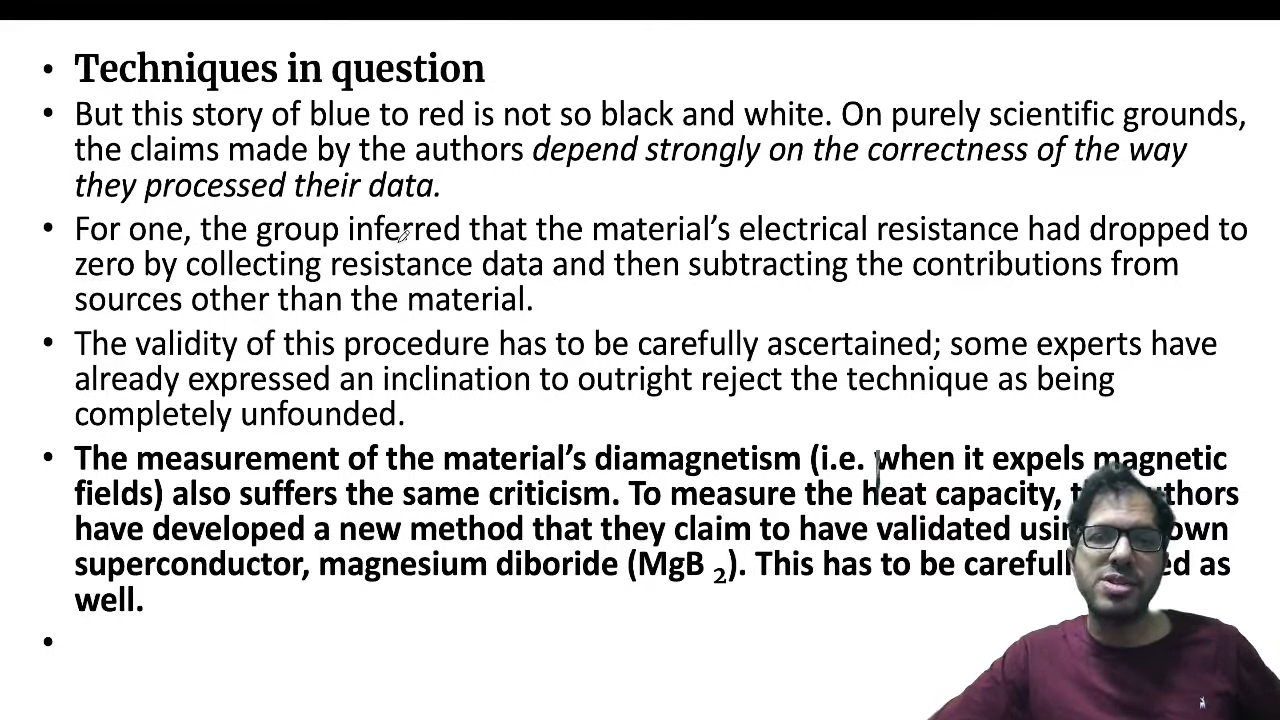 • Techniques in question
• But this story of blue to red is not so black and white. On purely scientific grounds,
the claims made by the authors depend strongly on the correctness of the way
they processed their data.
• For one, the group inferred that the material’s electrical resistance had dropped to
zero by collecting resistance data and then subtracting the contributions from
sources other than the material.
• The validity of this procedure has to be carefully ascertained; some experts have
already expressed an inclination to outright reject the technique as being
completely unfounded.
• The measurement of the material’s diamagnetism (i.e. when it expels magnetic
fields) also suffers the same criticism. To measure the heat capacity,
have developed a new method that they claim to have validated
superconductor, magnesium diboride (MgB ₂). This has to be as
well.
•